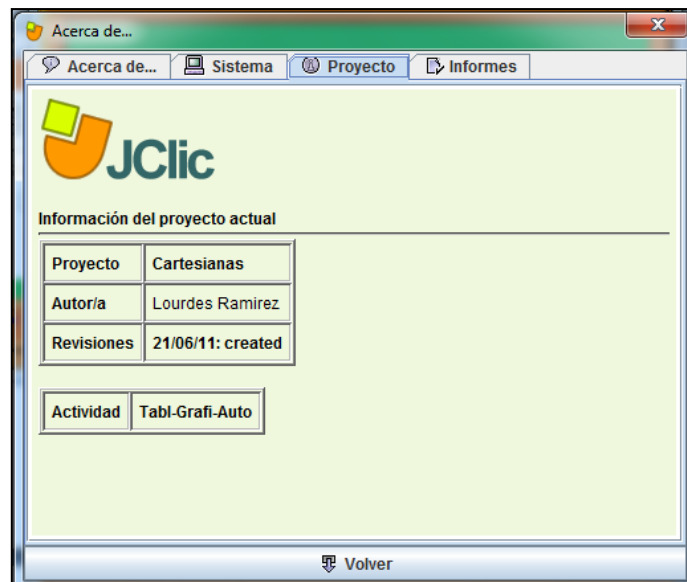 Acerca de...
Acerca de... Sistema Proyecto Informes
JClic
Información del proyecto actual
Proyecto Cartesianas
Autor/a Lourdes Ramirez
Revisiones 21/06/11: created
Actividad Tabl-Grafi-Auto
Volver